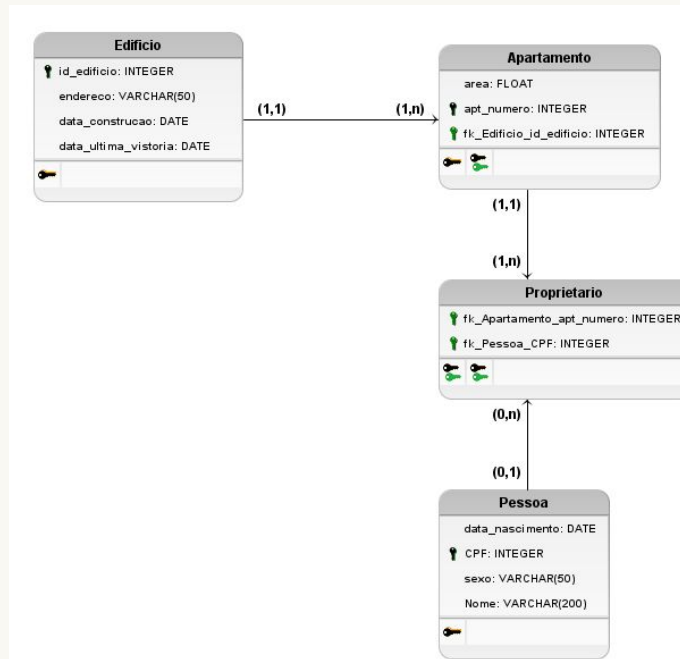 Edificio
id_edificio: INTEGER
endereco: VARCHAR(50)
data_construcao: DATE
data_ultima_vistoria: DATE
(1,1)
(1,n)
Apartamento
area: FLOAT
apt_numero: INTEGER
fk_Edificio_id_edificio: INTEGER
(1,1)
(1,n)
Proprietario
fk_Apartamento_apt_numero: INTEGER
fk_Pessoa_CPF: INTEGER
(0,n)
(0,1)
Pessoa
data_nascimento: DATE
CPF: INTEGER
sexo: VARCHAR(50)
Nome: VARCHAR(200)